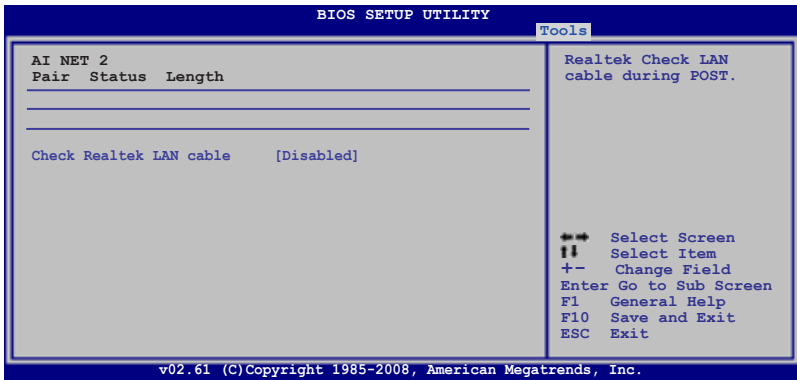 BIOS SETUP UTILITY
Tools
AI NET 2
Pair Status Length
Check Realtek LAN cable [Disabled]
Realtek Check LAN
cable during POST.
Select Screen
Select Item
+- Change Field
Enter Go to Sub Screen
F1 General Help
F10 Save and Exit
ESC Exit
v02.61 (C)Copyright 1985-2008, American Megatrends, Inc.